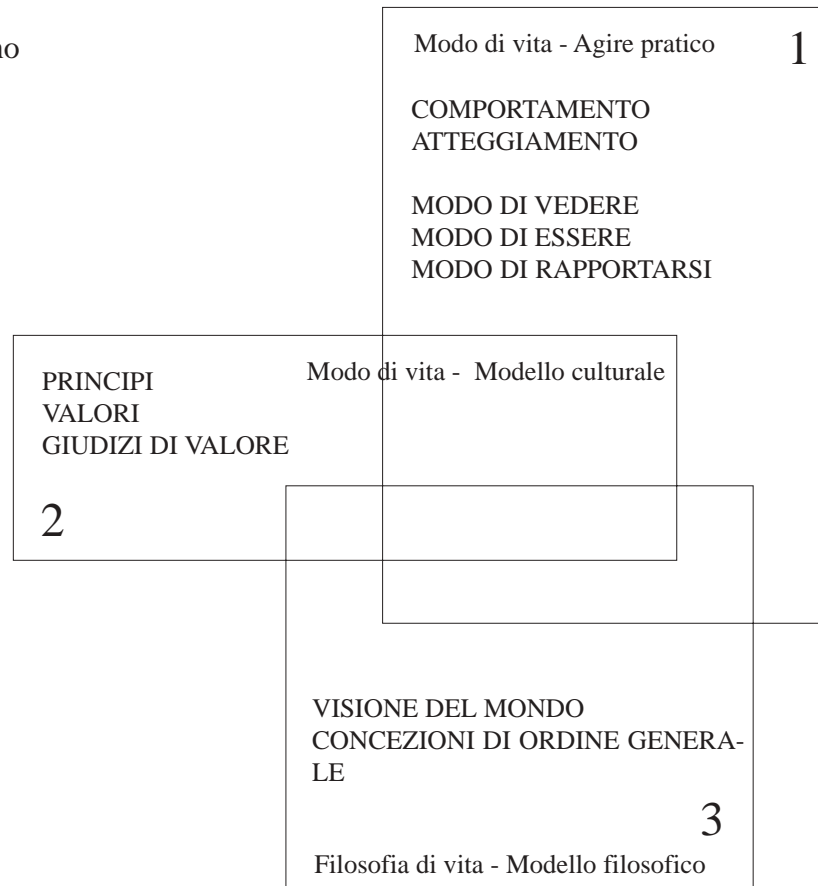 no
Modo di vita - Agire pratico 1
COMPORTAMENTO
ATTEGGIAMENTO
MODO DI VEDERE
MODO DI ESSERE
MODO DI RAPPORTARSI
Modo di vita - Modello culturale
PRINCIPI
VALORI
GIUDIZI DI VALORE
2
VISIONE DEL MONDO
CONCEZIONI DI ORDINE GENERA-
LE
3
Filosofia di vita - Modello filosofico